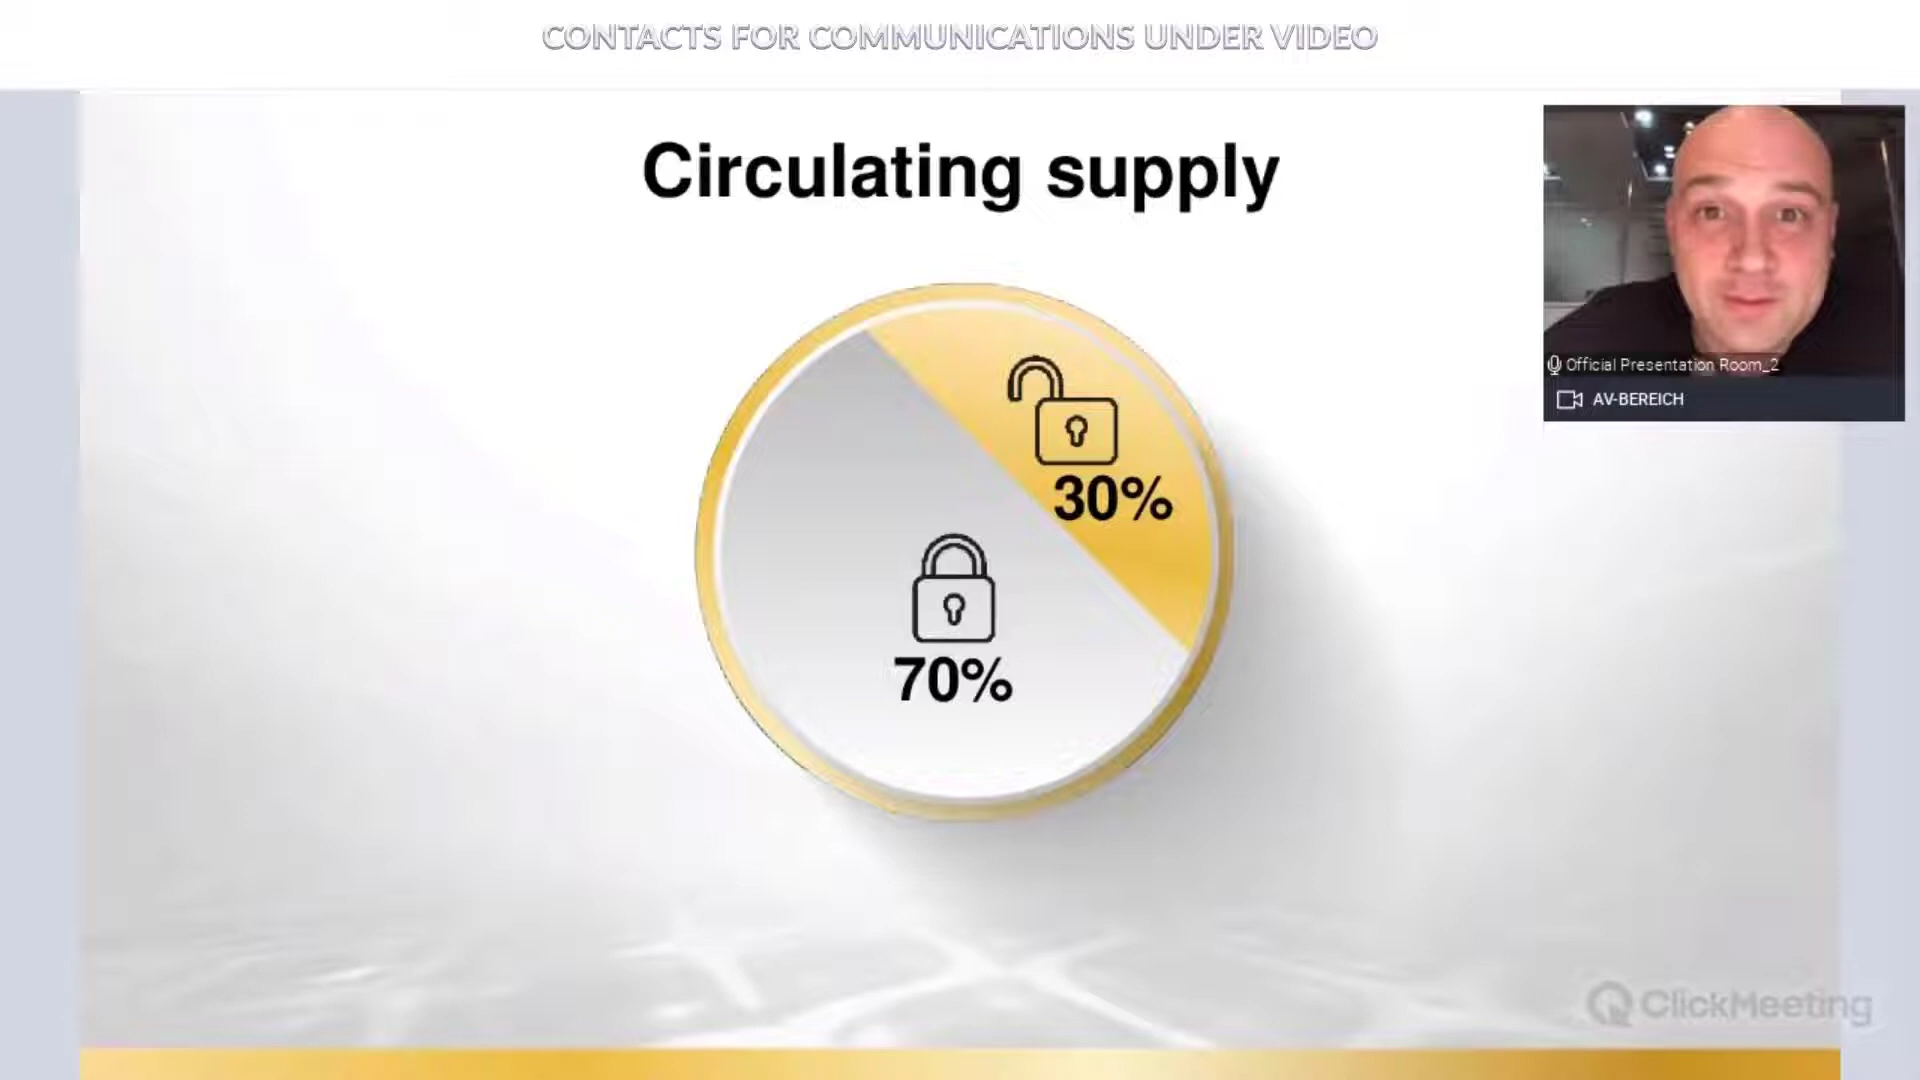 CONTACTS FOR COMMUNICATIONS UNDER VIDEO
Circulating supply
30%
70%
Official Presentation Room_2
AV-BEREICH
ClickMeeting